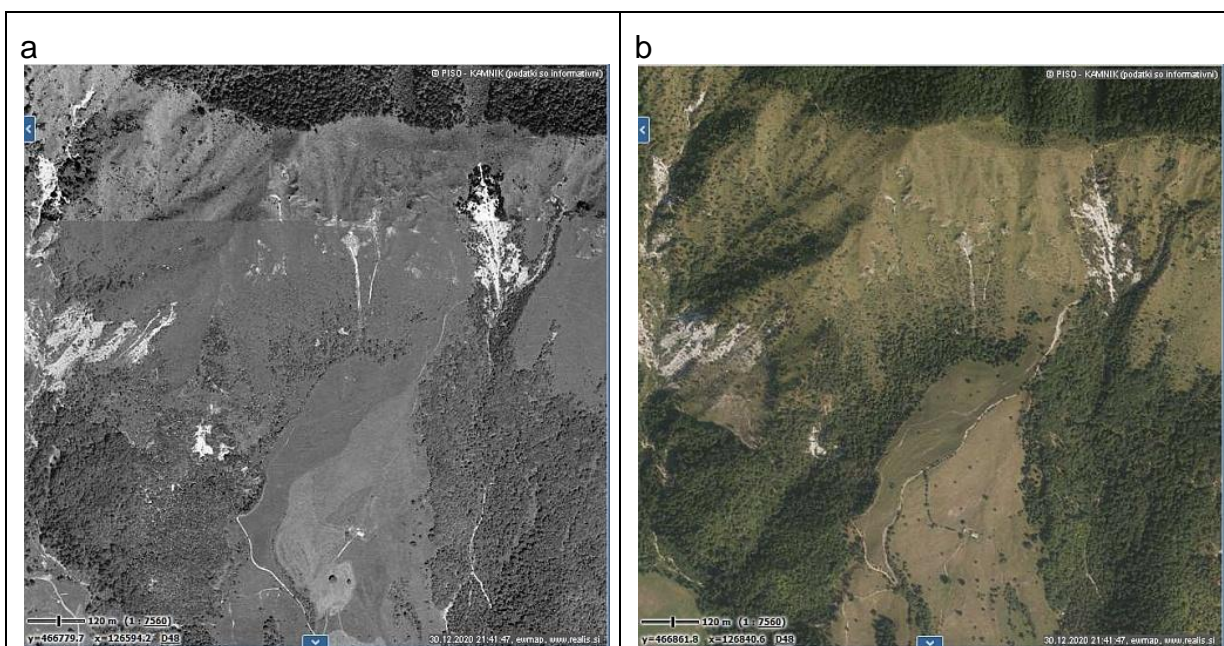 a
© PISO - KAMNIK (podatki so informativni)
120 m (1 : 7560)
y=466779.7 x=126594.2 D48
30.12.2020 21:41:47, ewmap, www.realis.si
b
© PISO - KAMNIK (podatki so informativni)
120 m (1 : 7560)
y=466861.8 x=126840.6 D48
30.12.2020 21:41:47, ewmap, www.realis.si